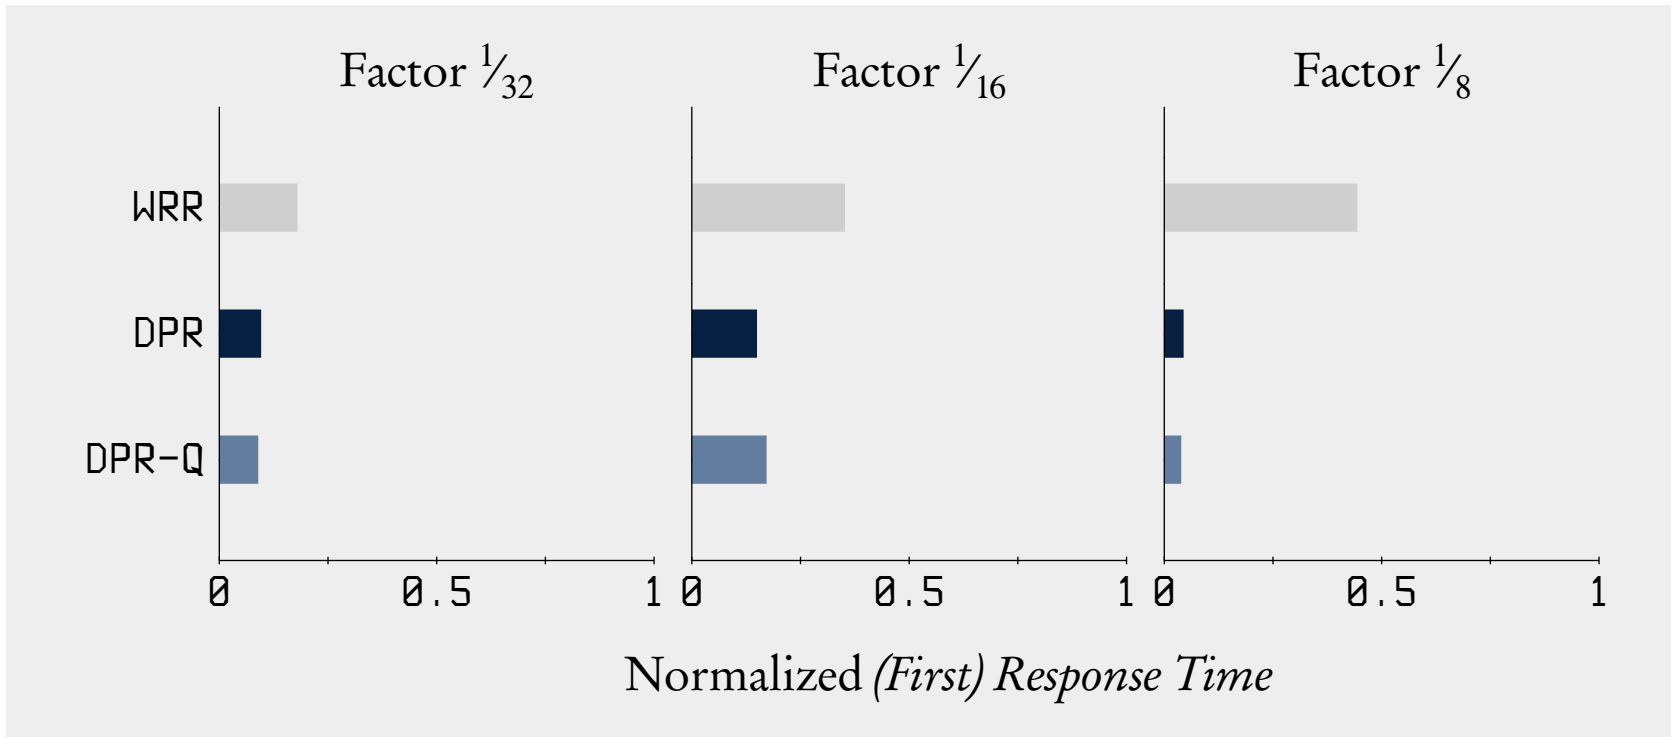 Factor 1/32 Factor 1/16 Factor 1/8
WRR
DPR
DPR-Q
0 0.5 1 0 0.5 1 0 0.5 1
Normalized (First) Response Time